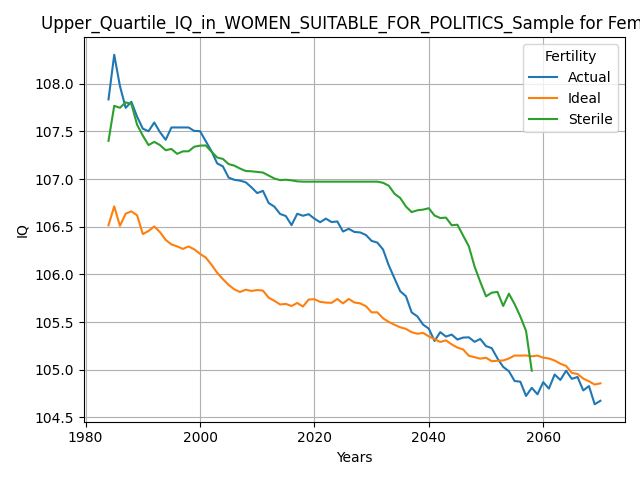 Upper_Quartile_IQ_in_WOMEN_SUITABLE_FOR_POLITICS_Sample for Fem
Fertility
Actual
Ideal
Sterile
IQ
108.0
107.5
107.0
106.5
106.0
105.5
105.0
104.5
1980
2000
2020
2040
2060
Years